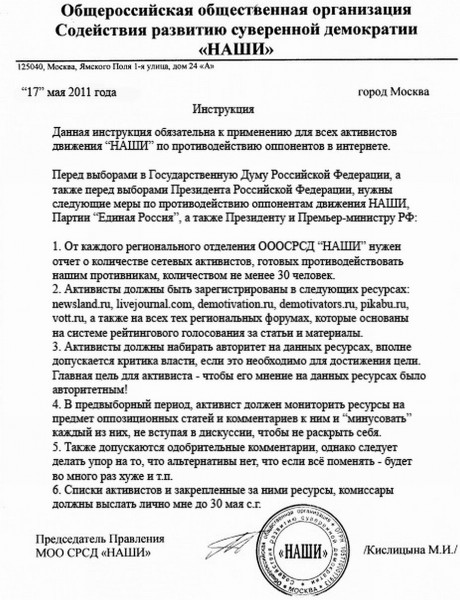 Общероссийская общественная организация
Содействия развитию суверенной демократии
«НАШИ»
125040, Москва, Ямского Поля 1-я улица, дом 24 «А»
“17” мая 2011 года город Москва
Инструкция
Данная инструкция обязательна к применению для всех активистов
движения “НАШИ” по противодействию оппонентов в интернете.
Перед выборами в Государственную Думу Российской Федерации, а
также перед выборами Президента Российской Федерации, нужны
следующие меры по противодействию оппонентам движения НАШИ,
Партии “Единая Россия”, а также Президенту и Премьер-министру РФ:
1. От каждого регионального отделения ОООСРСД “НАШИ” нужен
отчет о количестве сетевых активистов, готовых противодействовать
нашим противникам, количеством не менее 30 человек.
2. Активисты должны быть зарегистрированы в следующих ресурсах:
newsland.ru, livejournal.com, demotivation.ru, demotivators.ru, pikabu.ru,
vott.ru, а также на всех тех региональных форумах, которые основаны
на системе рейтингового голосования за статьи и материалы.
3. Активисты должны набирать авторитет на данных ресурсах, вполне
допускается критика власти, если это необходимо для достижения цели.
Главная цель для активиста - чтобы его мнение на данных ресурсах было
авторитетным!
4. В предвыборный период, активист должен мониторить ресурсы на
предмет оппозиционных статей и комментариев к ним и “минусовать”
каждый из них, не вступая в дискуссии, чтобы не раскрыть себя.
5. Также допускаются одобрительные комментарии, однако следует
делать упор на то, что альтернативы нет, что если всё поменять - будет
во много раз хуже и т.п.
6. Списки активистов и закрепленные за ними ресурсы, комиссары
должны выслать лично мне до 30 мая с.г.
Председатель Правления
МОО СРСД «НАШИ» «НАШИ» /Кислицына М.И./
МОСКВА